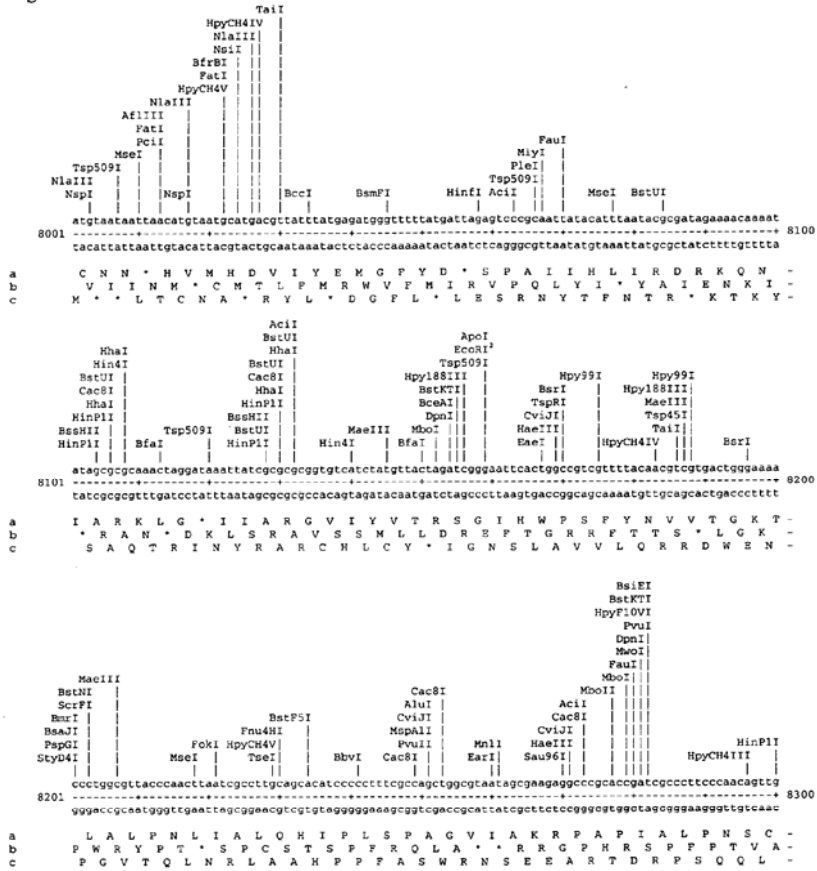 TaiI
HpyCH4IV
NlaIII
NsiI
BfrBI
FatI
HpyCH4V
NlaIII
AflIII
FatI
PciI
MseI FauI
Tsp509I MlyI
NlaIII PleI
NspI NspI BccI BsmFI HinfI AciI Tsp509I MseI BstUI
atgtaataattaacatgtaatgcatgacgttatttatgagatgggtttttatgattagagtcccgcaattatacatttaatacgcgatagaaaacaaaat
8001 8100
tacattattaattgtacattacgtactgcaataaatactctacccaaaaatactaatctcagggcgttaatatgtaaattatgcgctatcttttgtttta
a C N N * H V M H D V I Y E M G F Y D * S P A I I H L I R D R K Q N -
b V I I N M * C M T L F M R W V F M I R V P Q L Y I * Y A I E N K I
c M * * L T C N A * R Y L * D G F L * L E S R N Y T F N T R * K T K Y
AciI
BstUI ApoI
HhaI HhaI EcoRI²
Hin4I BstUI Tsp509I
BstUI Cac8I Hpy188III Hpy99I Hpy99I
Cac8I HhaI BstKTI BsrI Hpy188III
HhaI HinP1I BceAI TspRI MaeIII
HinP1I BssHII DpnI CviJI Tsp45I
BssHII Tsp509I BstUI MaeIII MboI HaeIII TaiI
HinP1I BfaI HinP1I Hin4I BfaI EaeI HpyCH4IV BsrI
atagcgcgcaaactaggataaattatcgcgcgcggtgtcatctatgttactagatcgggaattcactggccgtcgttttacaacgtcgtgactgggaaaa
8101 8200
tatcgcgcgtttgatcctatttaatagcgcgcgccacagtagatacaatgatctagcccttaagtgaccggcagcaaaatgttgcagcactgaccctttt
a I A R K L G * I I A R G V I Y V T R S G I H W P S F Y N V V T G K T -
b * R A N * D K L S R A V S S M L L D R E F T G R R F T T S * L G K
c S A Q T R I N Y R A R C H L C Y * I G N S L A V V L Q R R D W E N -
BsiEI
BstKTI
HpyF10VI
PvuI
DpnI
MwoI
FauI
MaeIII Cac8I MboI
BstNI AluI MboII
ScrFI CviJI AciI
BmrI BstF5I MspA1I Cac8I
BsaJI Fnu4HI PvuII CviJI
PspGI FokI HpyCH4V MnlI HaeIII HinP1I
StyD4I MseI TseI BbvI Cac8I EarI Sau96I HpyCH4III
ccctggcgttacccaacttaatcgccttgcagcacatccccctttcgccagctggcgtaatagcgaagaggcccgcaccgatcgcccttcccaacagttg
8201 8300
gggaccgcaatgggttgaattagcggaacgtcgtgtagggggaaagcggtcgaccgcattatcgcttctccgggcgtggctagcgggaagggttgtcaac
a L A L P N L I A L Q H I P L S P A G V I A K R P A P I A L P N S C -
b P W R Y P T * S P C S T S P F R Q L A * * R R G P H R S P F P T V A
c P G V T Q L N R L A A H P P F A S W R N S E E A R T D R P S Q Q L -